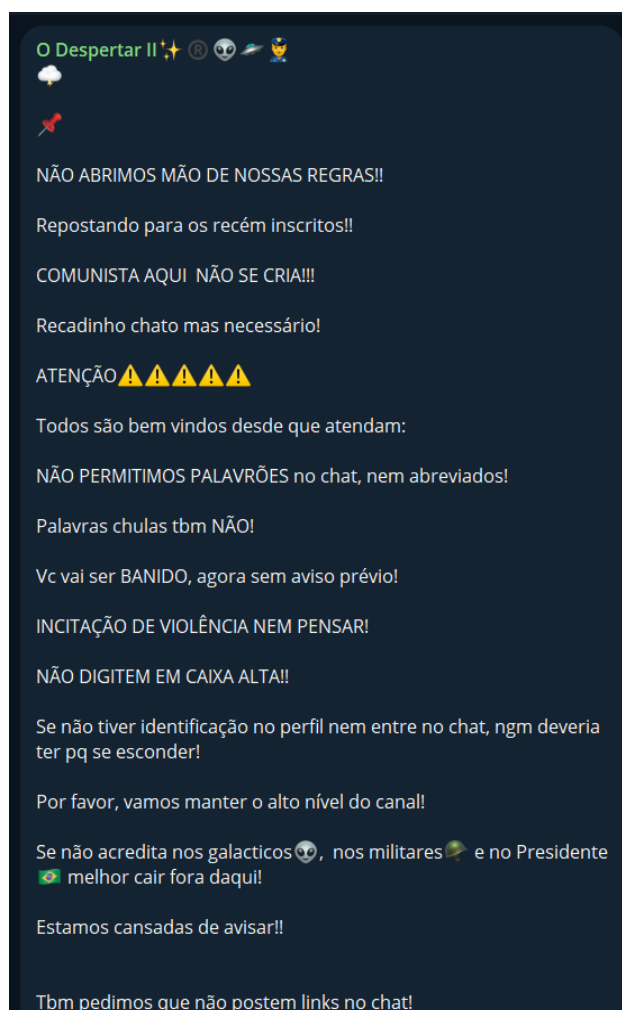 O Despertar II✨®️👽🛸👮
🌩
📌
NÃO ABRIMOS MÃO DE NOSSAS REGRAS!!
Repostando para os recém inscritos!!
COMUNISTA AQUI  NÃO SE CRIA!!!
Recadinho chato mas necessário!
ATENÇÃO⚠️⚠️⚠️⚠️⚠️
Todos são bem vindos desde que atendam:
NÃO PERMITIMOS PALAVRÕES no chat, nem abreviados!
Palavras chulas tbm NÃO!
Vc vai ser BANIDO, agora sem aviso prévio!
INCITAÇÃO DE VIOLÊNCIA NEM PENSAR!
NÃO DIGITEM EM CAIXA ALTA!!
Se não tiver identificação no perfil nem entre no chat, ngm deveria
ter pq se esconder!
Por favor, vamos manter o alto nível do canal!
Se não acredita nos galacticos👽,  nos militares🪖 e no Presidente
🇧🇷 melhor cair fora daqui!
Estamos cansadas de avisar!!
Tbm pedimos que não postem links no chat!